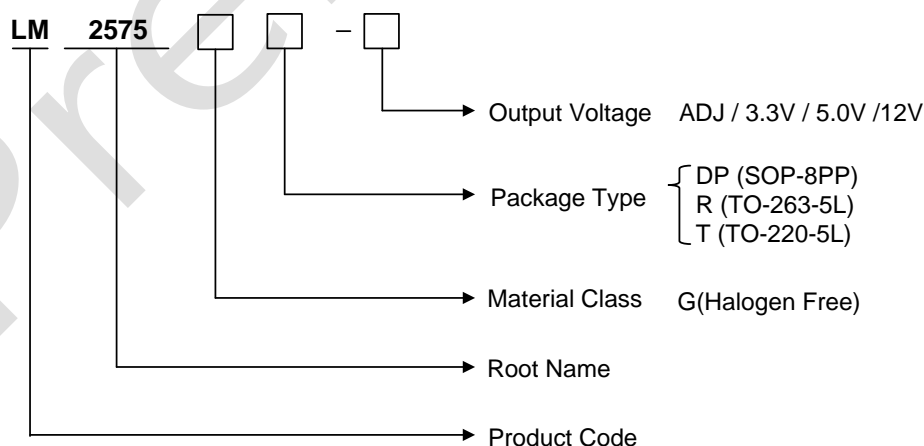 LM 2575 –
Output Voltage ADJ / 3.3V / 5.0V /12V
Package Type DP (SOP-8PP)
R (TO-263-5L)
T (TO-220-5L)
Material Class G(Halogen Free)
Root Name
Product Code
Pre